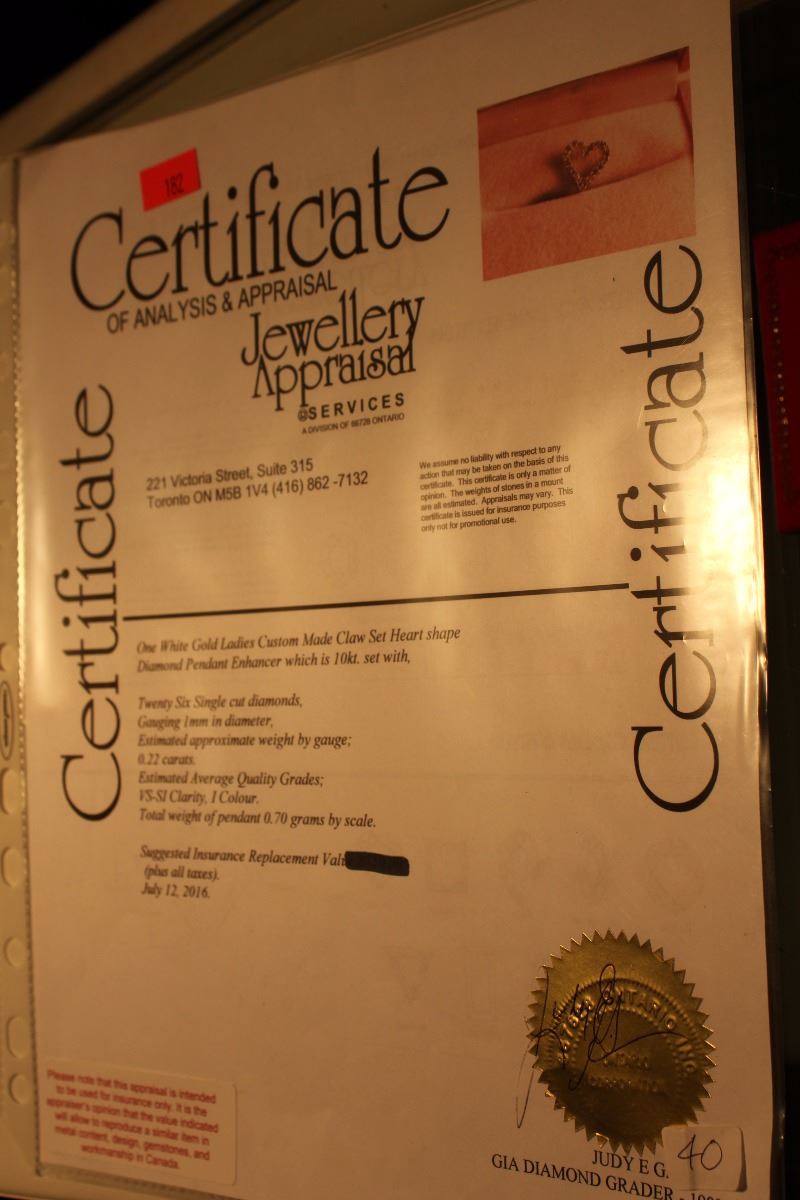 182
Certificate
OF ANALYSIS & APPRAISAL
Jewellery
Appraisal
SERVICES
A DIVISION OF 66728 ONTARIO
221 Victoria Street, Suite 315
Toronto ON M5B 1V4 (416) 862 -7132
We assume no liability with respect to any
action that may be taken on the basis of this
certificate. This certificate is only a matter of
opinion. The weights of stones in a mount
are all estimated. Appraisals may vary. This
certificate is issued for insurance purposes
only not for promotional use.
Certificate
Certificate
One White Gold Ladies Custom Made Claw Set Heart shape
Diamond Pendant Enhancer which is 10kt. set with,
Twenty Six Single cut diamonds,
Gauging 1mm in diameter,
Estimated approximate weight by gauge;
0.22 carats.
Estimated Average Quality Grades;
VS-SI Clarity, I Colour.
Total weight of pendant 0.70 grams by scale.
Suggested Insurance Replacement Valu
(plus all taxes).
July 12, 2016.
Please note that this appraisal is intended
to be used for insurance only. It is the
appraiser's opinion that the value indicated
will allow to reproduce a similar item in
metal content, design, gemstones, and
workmanship in Canada.
ONTARIO INC
JUDY E G.
40
GIA DIAMOND GRADER